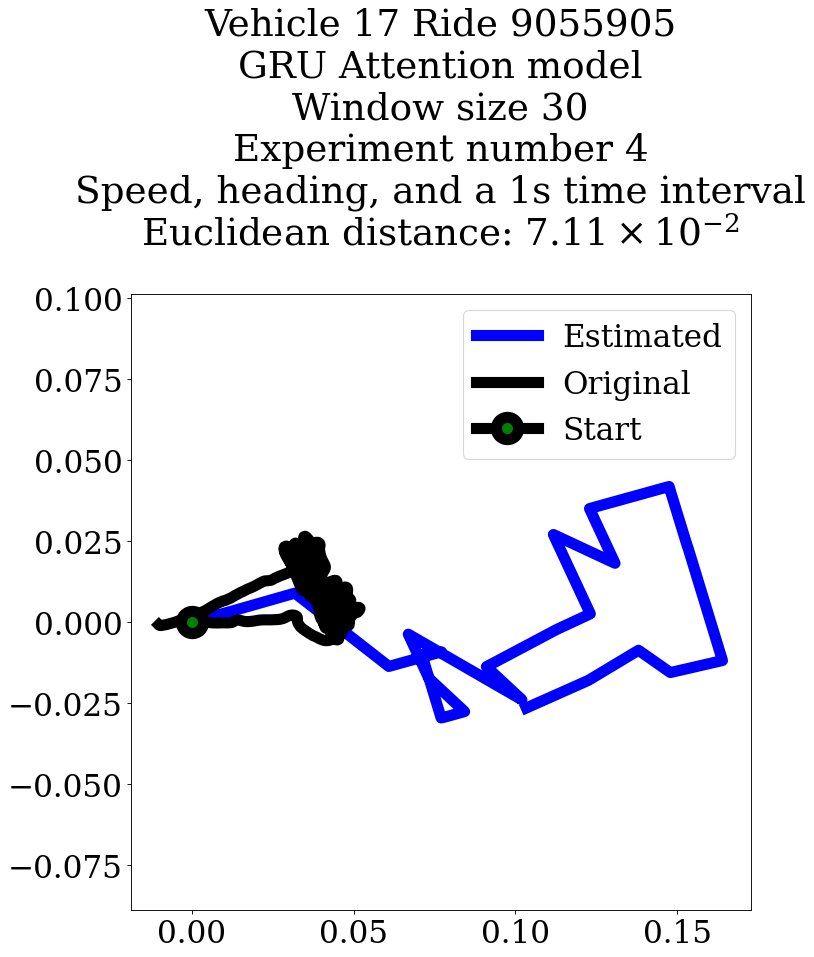 Vehicle 17 Ride 9055905
GRU Attention model
Window size 30
Experiment number 4
Speed, heading, and a 1s time interval
Euclidean distance: 7.11 × 10⁻²
Estimated
Original
Start
0.100
0.075
0.050
0.025
0.000
−0.025
−0.050
−0.075
0.00 0.05 0.10 0.15